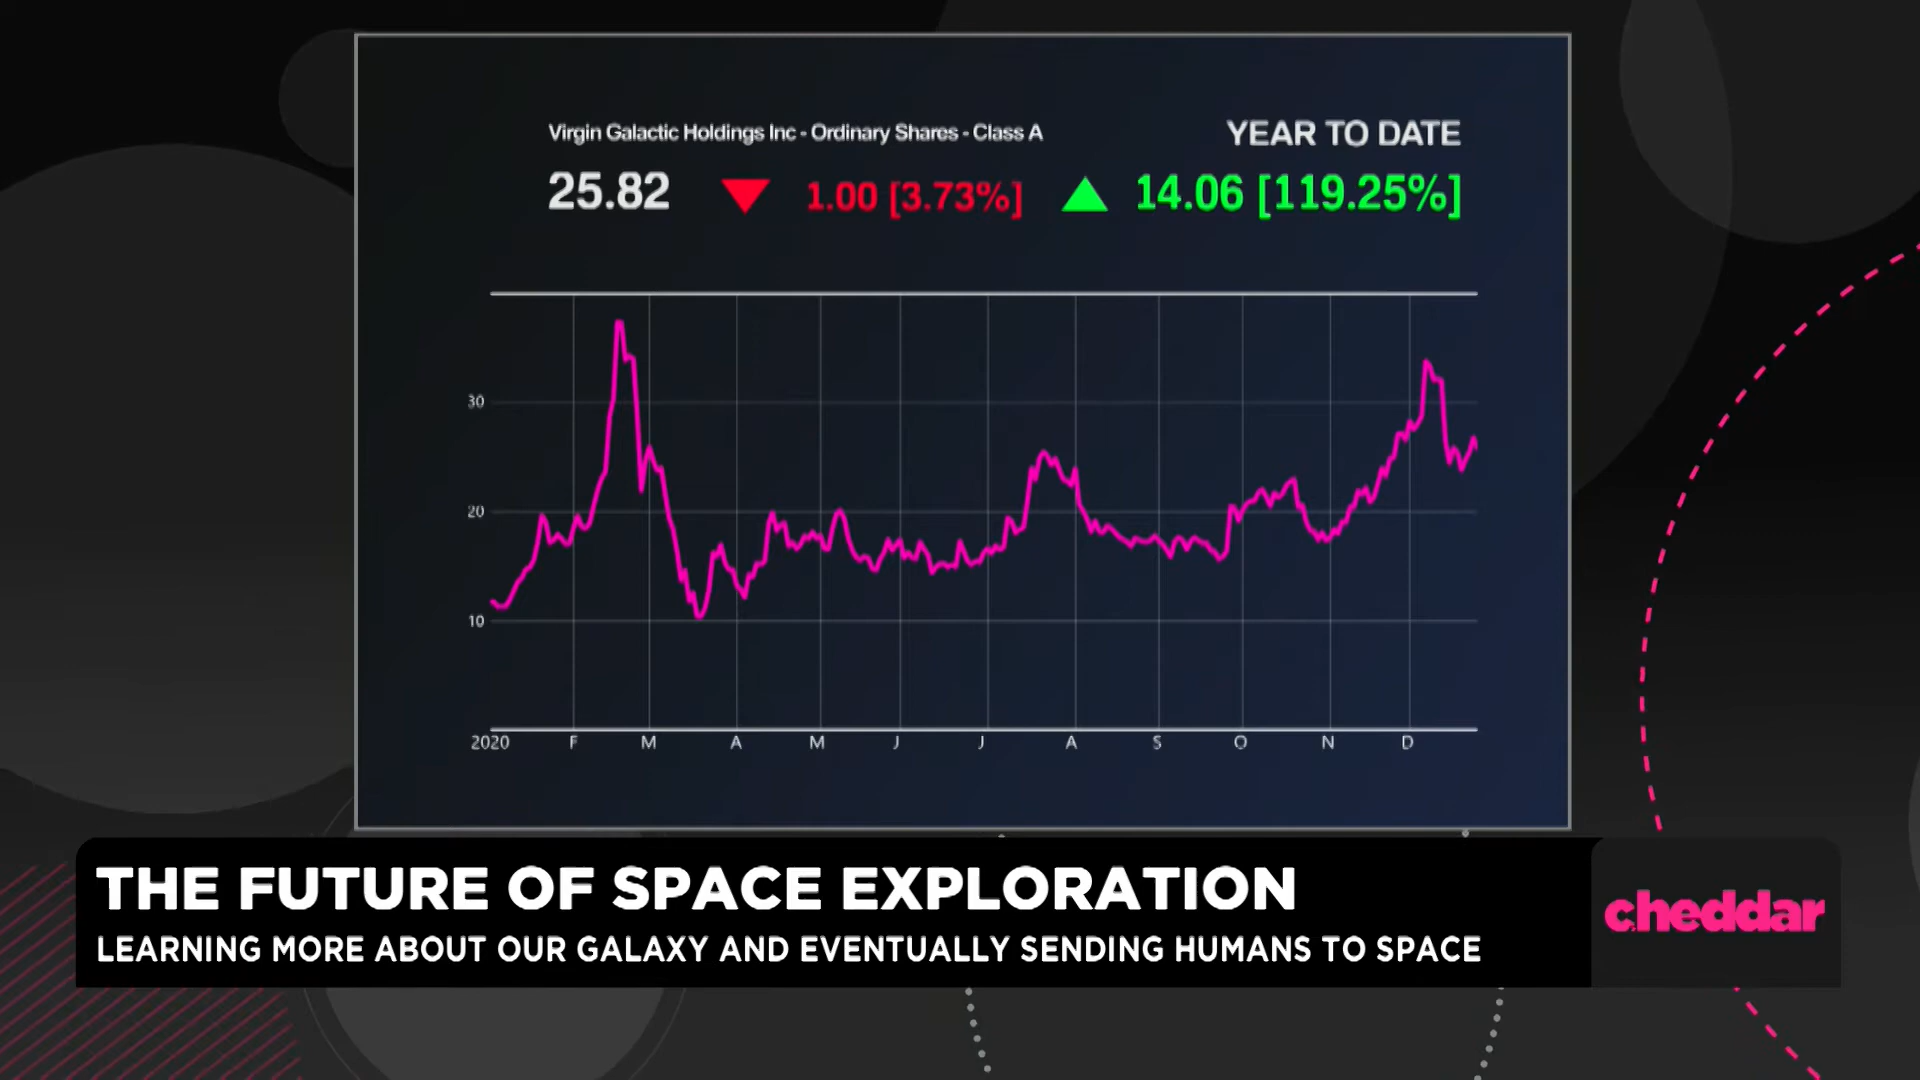 Virgin Galactic Holdings Inc - Ordinary Shares - Class A
YEAR TO DATE
25.82 ▼ 1.00 [3.73%] ▲ 14.06 [119.25%]
30
20
10
2020 F M A M J J A S O N D
THE FUTURE OF SPACE EXPLORATION
LEARNING MORE ABOUT OUR GALAXY AND EVENTUALLY SENDING HUMANS TO SPACE
cheddar